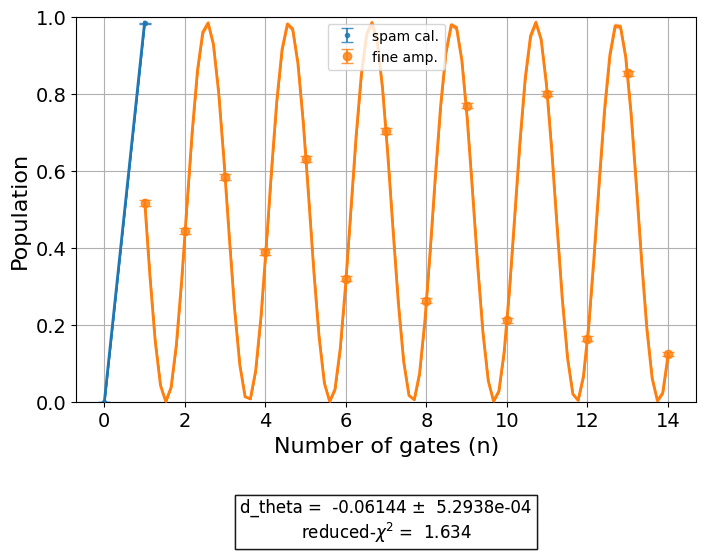 1.0
0.8
0.6
0.4
0.2
0.0
Population
spam cal.
fine amp.
0 2 4 6 8 10 12 14
Number of gates (n)
d_theta = -0.06144 ± 5.2938e-04
reduced-χ² = 1.634